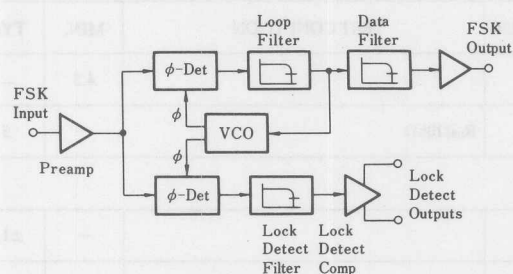 Loop
Filter
Data
Filter
FSK
Output
ϕ-Det
FSK
Input
ϕ
VCO
ϕ
Preamp
ϕ-Det
Lock
Detect
Outputs
Lock
Detect
Filter
Lock
Detect
Comp